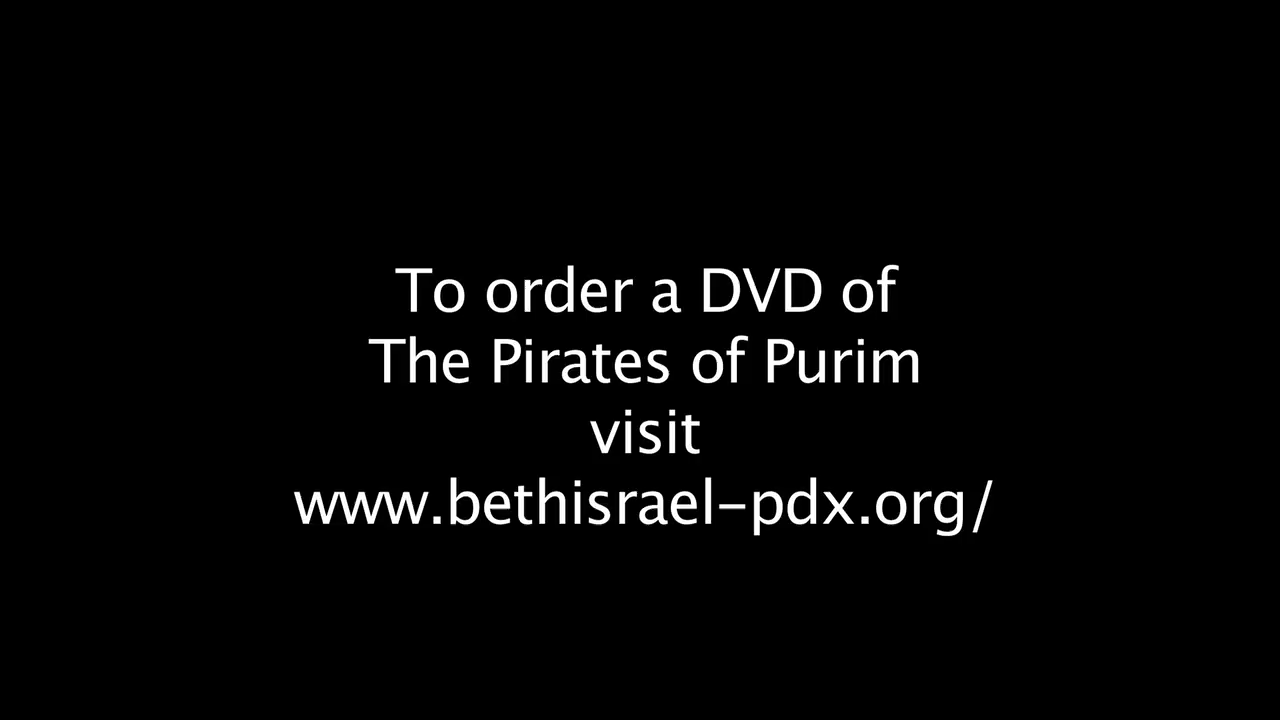 To order a DVD of
The Pirates of Purim
visit
www.bethisrael-pdx.org/